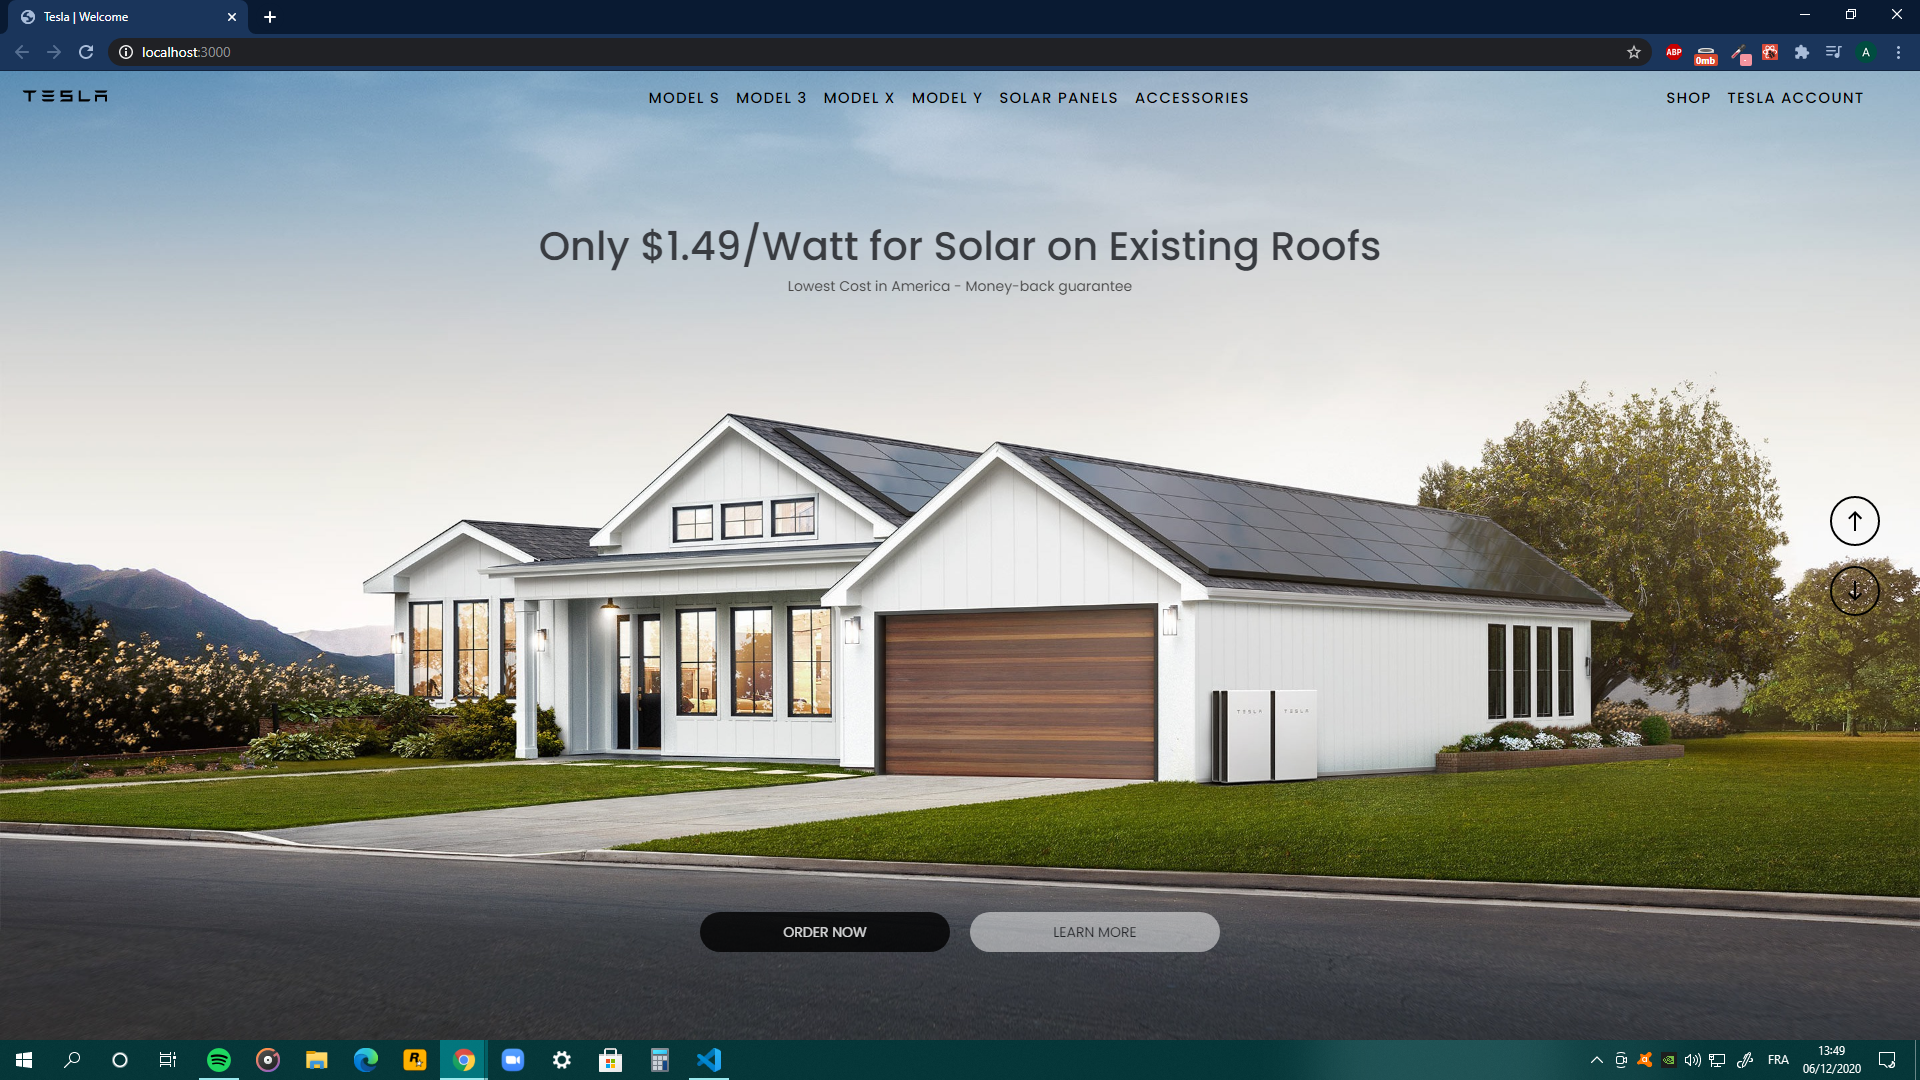 Tesla | Welcome
localhost:3000
ABP
0mb
A
TESLA
MODEL S MODEL 3 MODEL X MODEL Y SOLAR PANELS ACCESSORIES
SHOP TESLA ACCOUNT
Only $1.49/Watt for Solar on Existing Roofs
Lowest Cost in America - Money-back guarantee
TESLA TESLA
ORDER NOW
LEARN MORE
R
FRA
13:49
06/12/2020